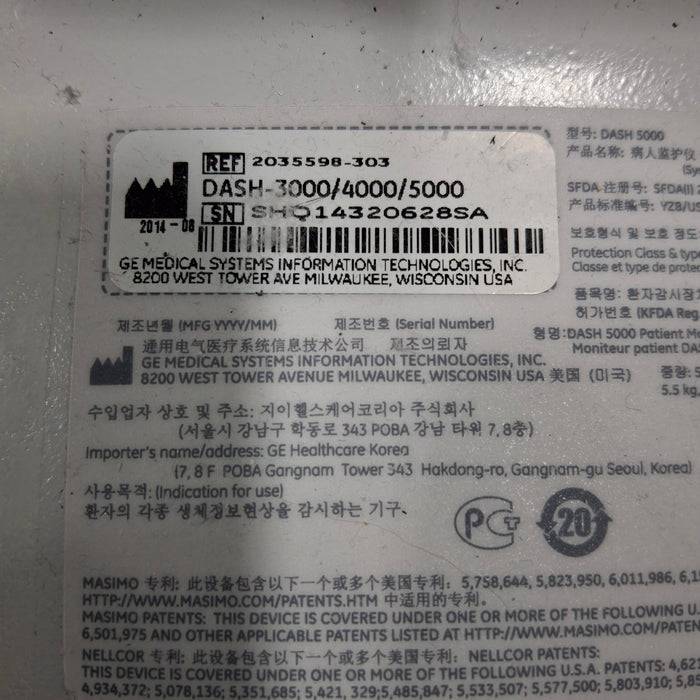 REF 2035598-303
DASH-3000/4000/5000
SN SHQ14320628SA
2014-08
GE MEDICAL SYSTEMS INFORMATION TECHNOLOGIES, INC.
8200 WEST TOWER AVE MILWAUKEE, WISCONSIN USA
型号: DASH 5000
产品名称: 病人监护仪
(Sy
SFDA 注册号: SFDA(I) 2
产品标准编号: YZB/US
보호형식 및 보호 정도
Protection Class & type
Classe et type de prote
품목명: 환자감시장
허가번호 (KFDA Reg.
형명:DASH 5000 Patient M
Moniteur patient DAS
중량: 5
5.5 kg,
제조년월 (MFG YYYY/MM) 제조번호 (Serial Number)
通用电气医疗系统信息技术公司 제조의뢰자
GE MEDICAL SYSTEMS INFORMATION TECHNOLOGIES, INC.
8200 WEST TOWER AVENUE MILWAUKEE, WISCONSIN USA 美国 (미국)
수입업자 상호 및 주소: 지이헬스케어코리아 주식회사
(서울시 강남구 학동로 343 POBA 강남 타워 7, 8층)
Importer's name/address: GE Healthcare Korea
(7, 8 F POBA Gangnam Tower 343 Hakdong-ro, Gangnam-gu Seoul, Korea)
사용목적: (Indication for use)
환자의 각종 생체정보현상을 감시하는 기구.
20
MASIMO 专利: 此设备包含以下一个或多个美国专利: 5,758,644, 5,823,950, 6,011,986, 6,15
HTTP://WWW.MASIMO.COM/PATENTS.HTM 中适用的专利.
MASIMO PATENTS: THIS DEVICE IS COVERED UNDER ONE OR MORE OF THE FOLLOWING U.
6,501,975 AND OTHER APPLICABLE PATENTS LISTED AT HTTP://WWW.MASIMO.COM/PATEN
NELLCOR 专利: 此设备包含以下一个或多个美国专利: NELLCOR PATENTS:
THIS DEVICE IS COVERED UNDER ONE OR MORE OF THE FOLLOWING U.S.A. PATENTS: 4,621
4,934,372; 5,078,136; 5,351,685; 5,421,329;5,485,847; 5,533,507; 5,577,500; 5,803,910; 5,8